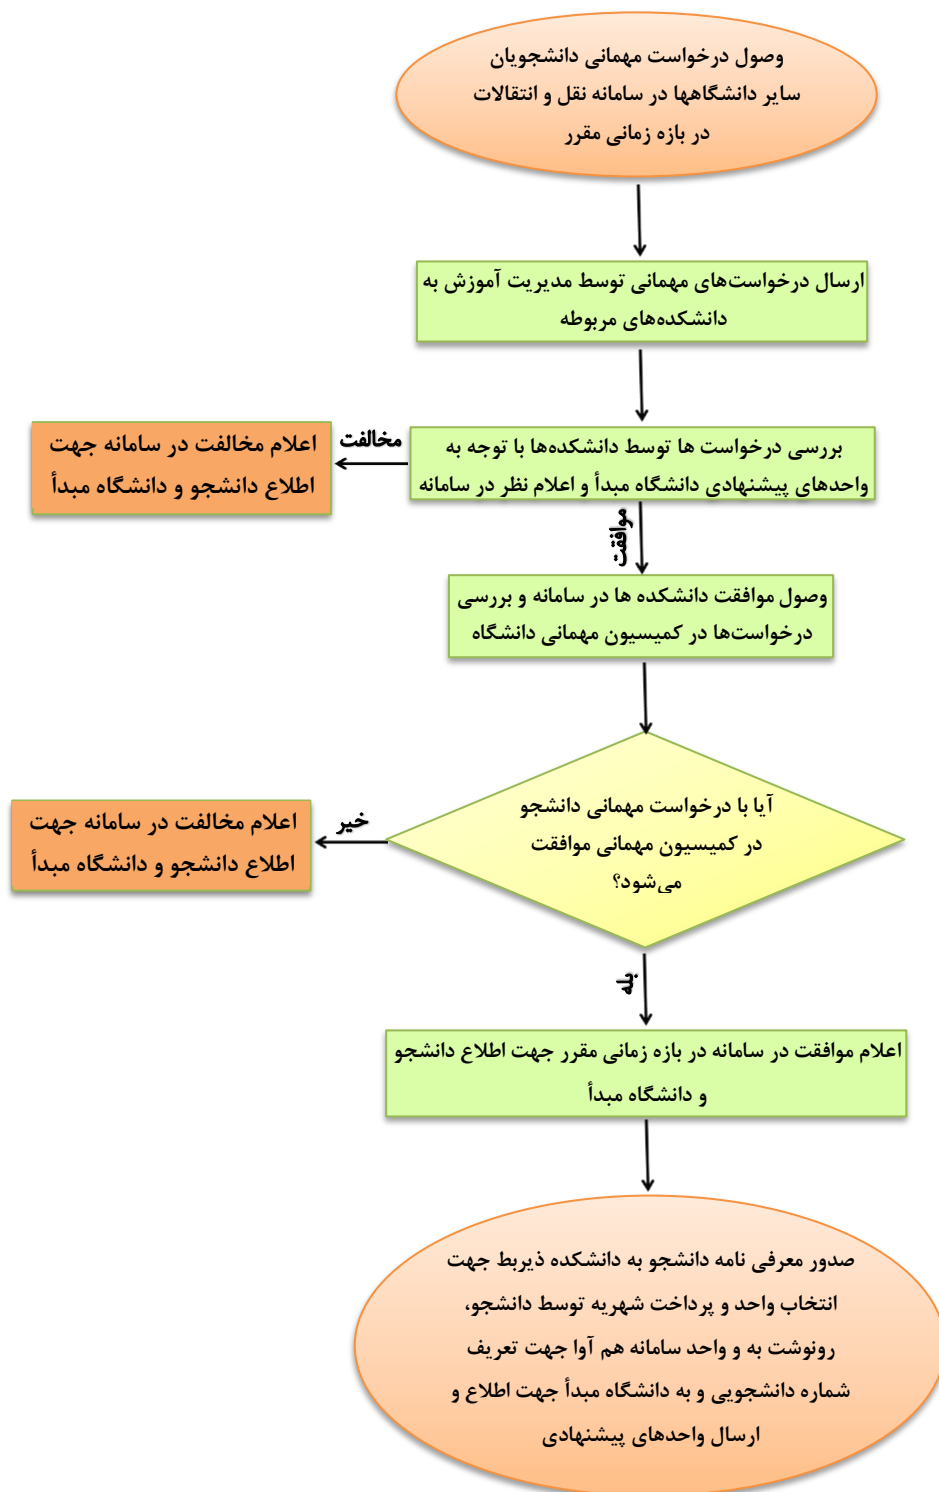 وصول درخواست مهمانی دانشجویان
سایر دانشگاهها در سامانه نقل و انتقالات
در بازه زمانی مقرر
ارسال درخواست‌های مهمانی توسط مدیریت آموزش به
دانشکده‌های مربوطه
بررسی درخواست ها توسط دانشکده‌ها با توجه به
واحدهای پیشنهادی دانشگاه مبدأ و اعلام نظر در سامانه
مخالفت
اعلام مخالفت در سامانه جهت
اطلاع دانشجو و دانشگاه مبدأ
موافقت
وصول موافقت دانشکده ها در سامانه و بررسی
درخواست‌ها در کمیسیون مهمانی دانشگاه
آیا با درخواست مهمانی دانشجو
در کمیسیون مهمانی موافقت
می‌شود؟
خیر
اعلام مخالفت در سامانه جهت
اطلاع دانشجو و دانشگاه مبدأ
بله
اعلام موافقت در سامانه در بازه زمانی مقرر جهت اطلاع دانشجو
و دانشگاه مبدأ
صدور معرفی نامه دانشجو به دانشکده ذیربط جهت
انتخاب واحد و پرداخت شهریه توسط دانشجو،
رونوشت به و واحد سامانه هم آوا جهت تعریف
شماره دانشجویی و به دانشگاه مبدأ جهت اطلاع و
ارسال واحدهای پیشنهادی